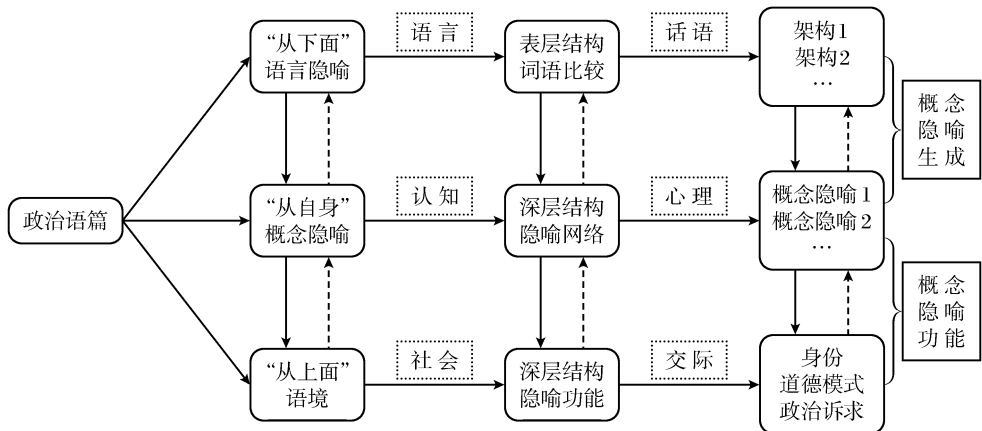 “从下面”
语言隐喻
语言
表层结构
词语比较
话语
架构1
架构2
…
概念
隐喻
生成
政治语篇
“从自身”
概念隐喻
认知
深层结构
隐喻网络
心理
概念隐喻1
概念隐喻2
…
概念
隐喻
功能
“从上面”
语境
社会
深层结构
隐喻功能
交际
身份
道德模式
政治诉求